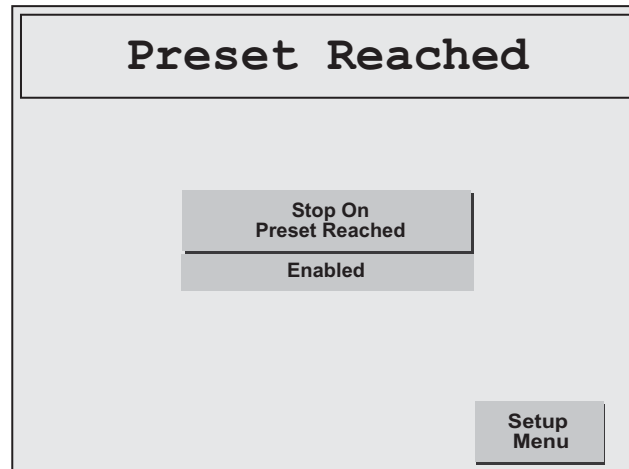 Preset Reached
Stop On
Preset Reached
Enabled
Setup
Menu